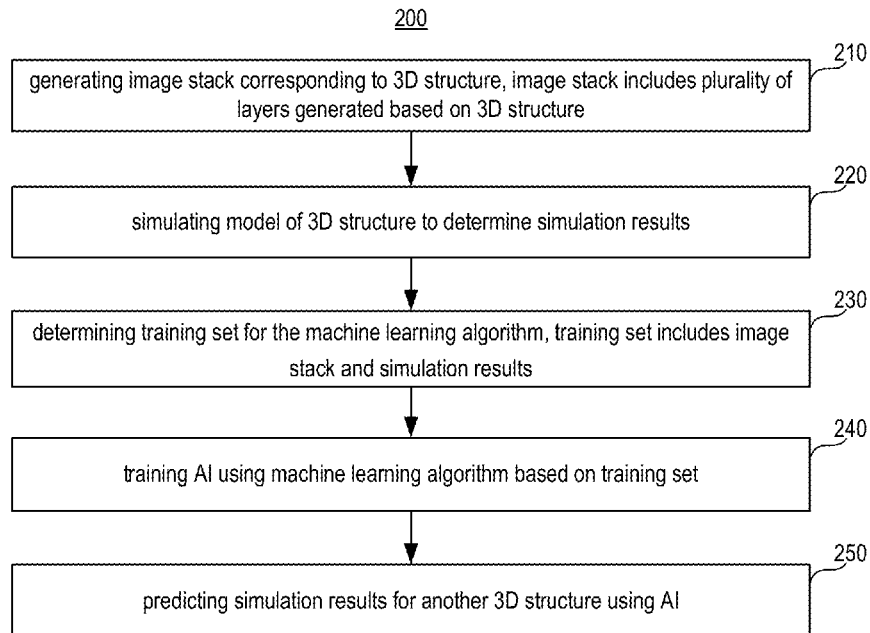 200
210
generating image stack corresponding to 3D structure, image stack includes plurality of
layers generated based on 3D structure
220
simulating model of 3D structure to determine simulation results
230
determining training set for the machine learning algorithm, training set includes image
stack and simulation results
240
training AI using machine learning algorithm based on training set
250
predicting simulation results for another 3D structure using AI